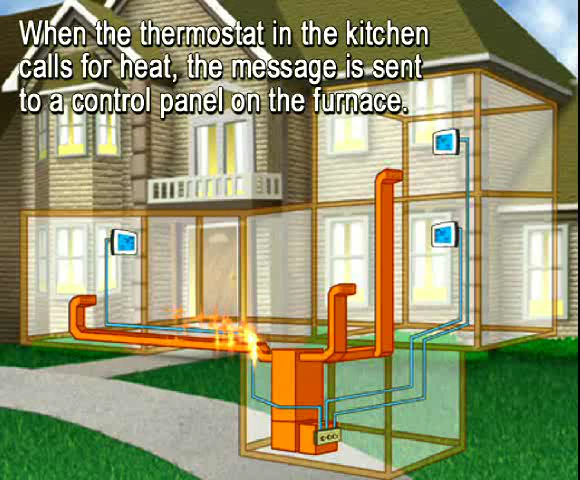 When the thermostat in the kitchen
calls for heat, the message is sent
to a control panel on the furnace.